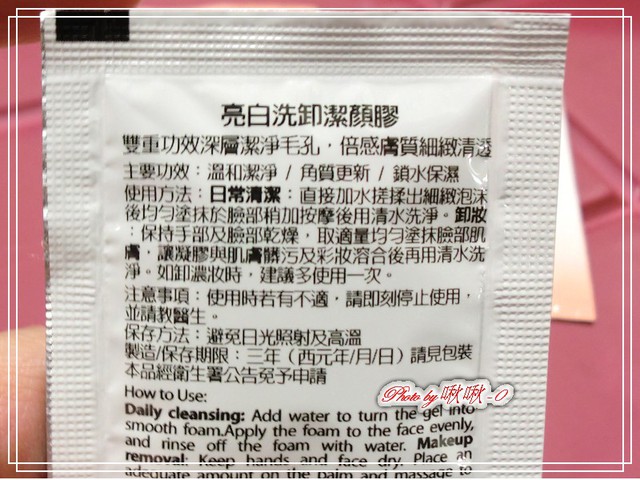 亮白洗卸潔顏膠
雙重功效深層潔淨毛孔，倍感膚質細緻清透
主要功效：溫和潔淨 / 角質更新 / 鎖水保濕
使用方法：日常清潔：直接加水搓揉出細緻泡沫
後均勻塗抹於臉部稍加按摩後用清水洗淨。卸妝
：保持手部及臉部乾燥，取適量均勻塗抹臉部肌
膚，讓凝膠與肌膚髒污及彩妝溶合後再用清水洗
淨。如卸濃妝時，建議多使用一次。
注意事項：使用時若有不適，請即刻停止使用，
並請教醫生。
保存方法：避免日光照射及高溫
製造/保存期限：三年（西元年/月/日）請見包裝
本品經衛生署公告免予申請
How to Use:
Daily cleansing: Add water to turn the gel into
smooth foam.Apply the foam to the face evenly,
and rinse off the foam with water. Makeup
removal: Keep hands and face dry. Place an
adequate amount on the palm and massage to
Photo by 啾啾-O